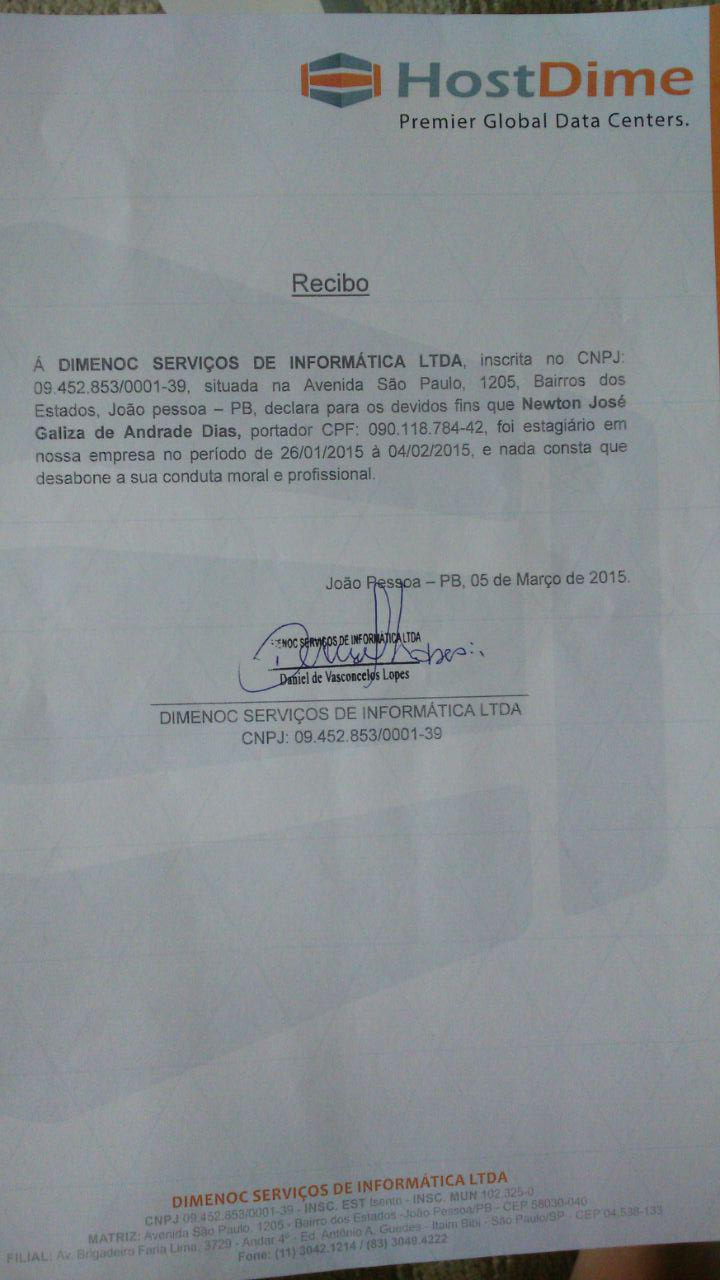 HostDime
Premier Global Data Centers.
Recibo
Á DIMENOC SERVIÇOS DE INFORMÁTICA LTDA, inscrita no CNPJ:
09.452.853/0001-39, situada na Avenida São Paulo, 1205, Bairros dos
Estados, João pessoa – PB, declara para os devidos fins que Newton José
Galiza de Andrade Dias, portador CPF: 090.118.784-42, foi estagiário em
nossa empresa no período de 26/01/2015 à 04/02/2015, e nada consta que
desabone a sua conduta moral e profissional.
João Pessoa – PB, 05 de Março de 2015.
SERVIÇOS DE INFORMÁTICA LTDA
Daniel de Vasconcelos Lopes
DIMENOC SERVIÇOS DE INFORMÁTICA LTDA
CNPJ: 09.452.853/0001-39
DIMENOC SERVIÇOS DE INFORMÁTICA LTDA
CNPJ 09.452.853/0001-39 - INSC. EST Isento - INSC. MUN 102.325-0
MATRIZ: Avenida São Paulo, 1205 - Bairro dos Estados -João Pessoa/PB - CEP 58030-040
FILIAL: Av. Brigadeiro Faria Lima, 3729 - Andar 4º - Ed. Antônio A. Guedes - Itaim Bibi - São Paulo/SP - CEP 04.538-133
Fone: (11) 3042.1214 / (83) 3049.4222